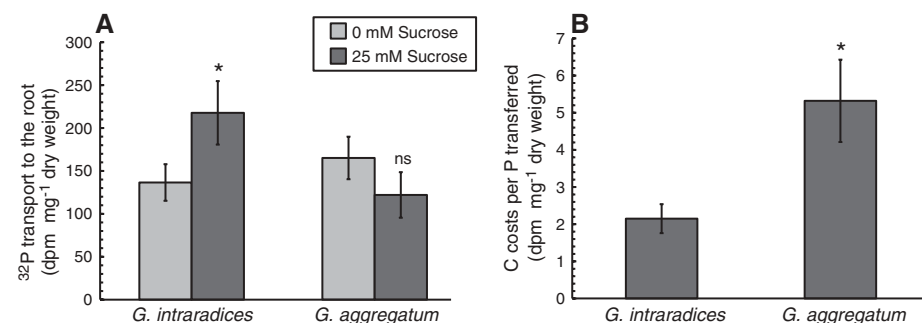 A
0 mM Sucrose
25 mM Sucrose
300
250
200
150
100
50
0
32P transport to the root
(dpm mg-1 dry weight)
*
ns
G. intraradices
G. aggregatum
B
7
6
5
4
3
2
1
0
C costs per P transferred
(dpm mg-1 dry weight)
*
G. intraradices
G. aggregatum